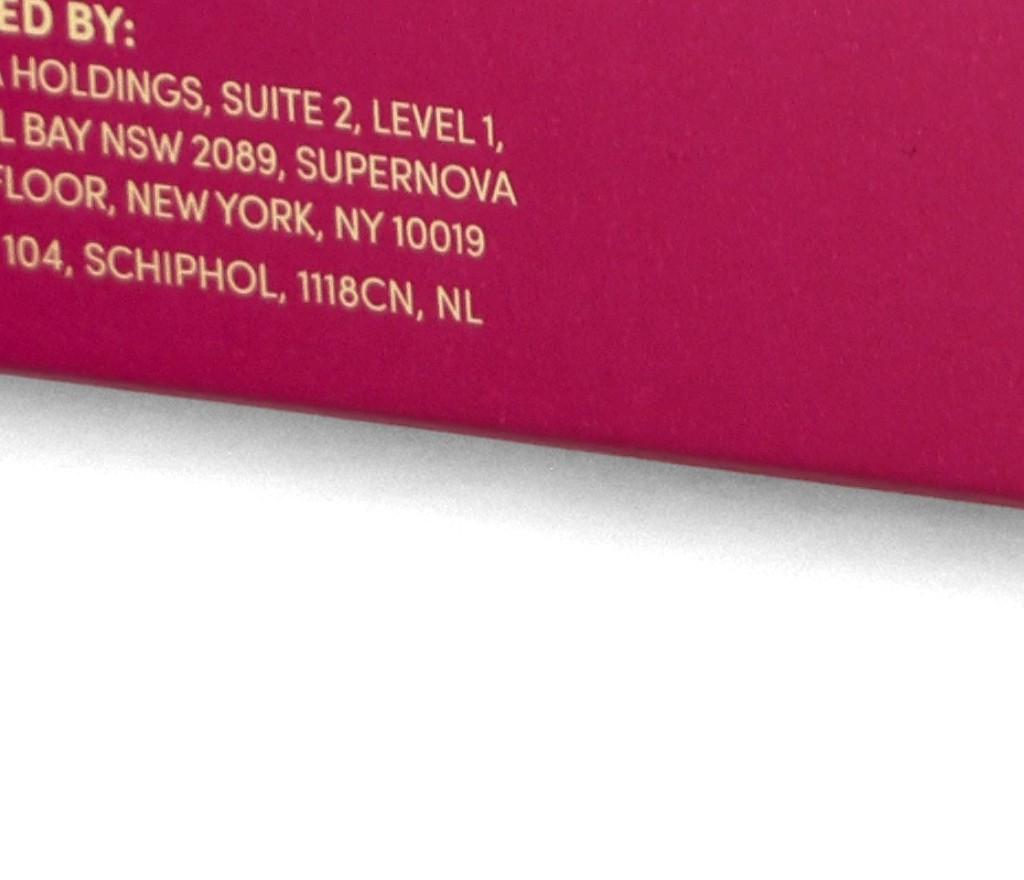 ED BY:
HOLDINGS, SUITE 2, LEVEL 1,
L BAY NSW 2089, SUPERNOVA
FLOOR, NEW YORK, NY 10019
104, SCHIPHOL, 1118CN, NL